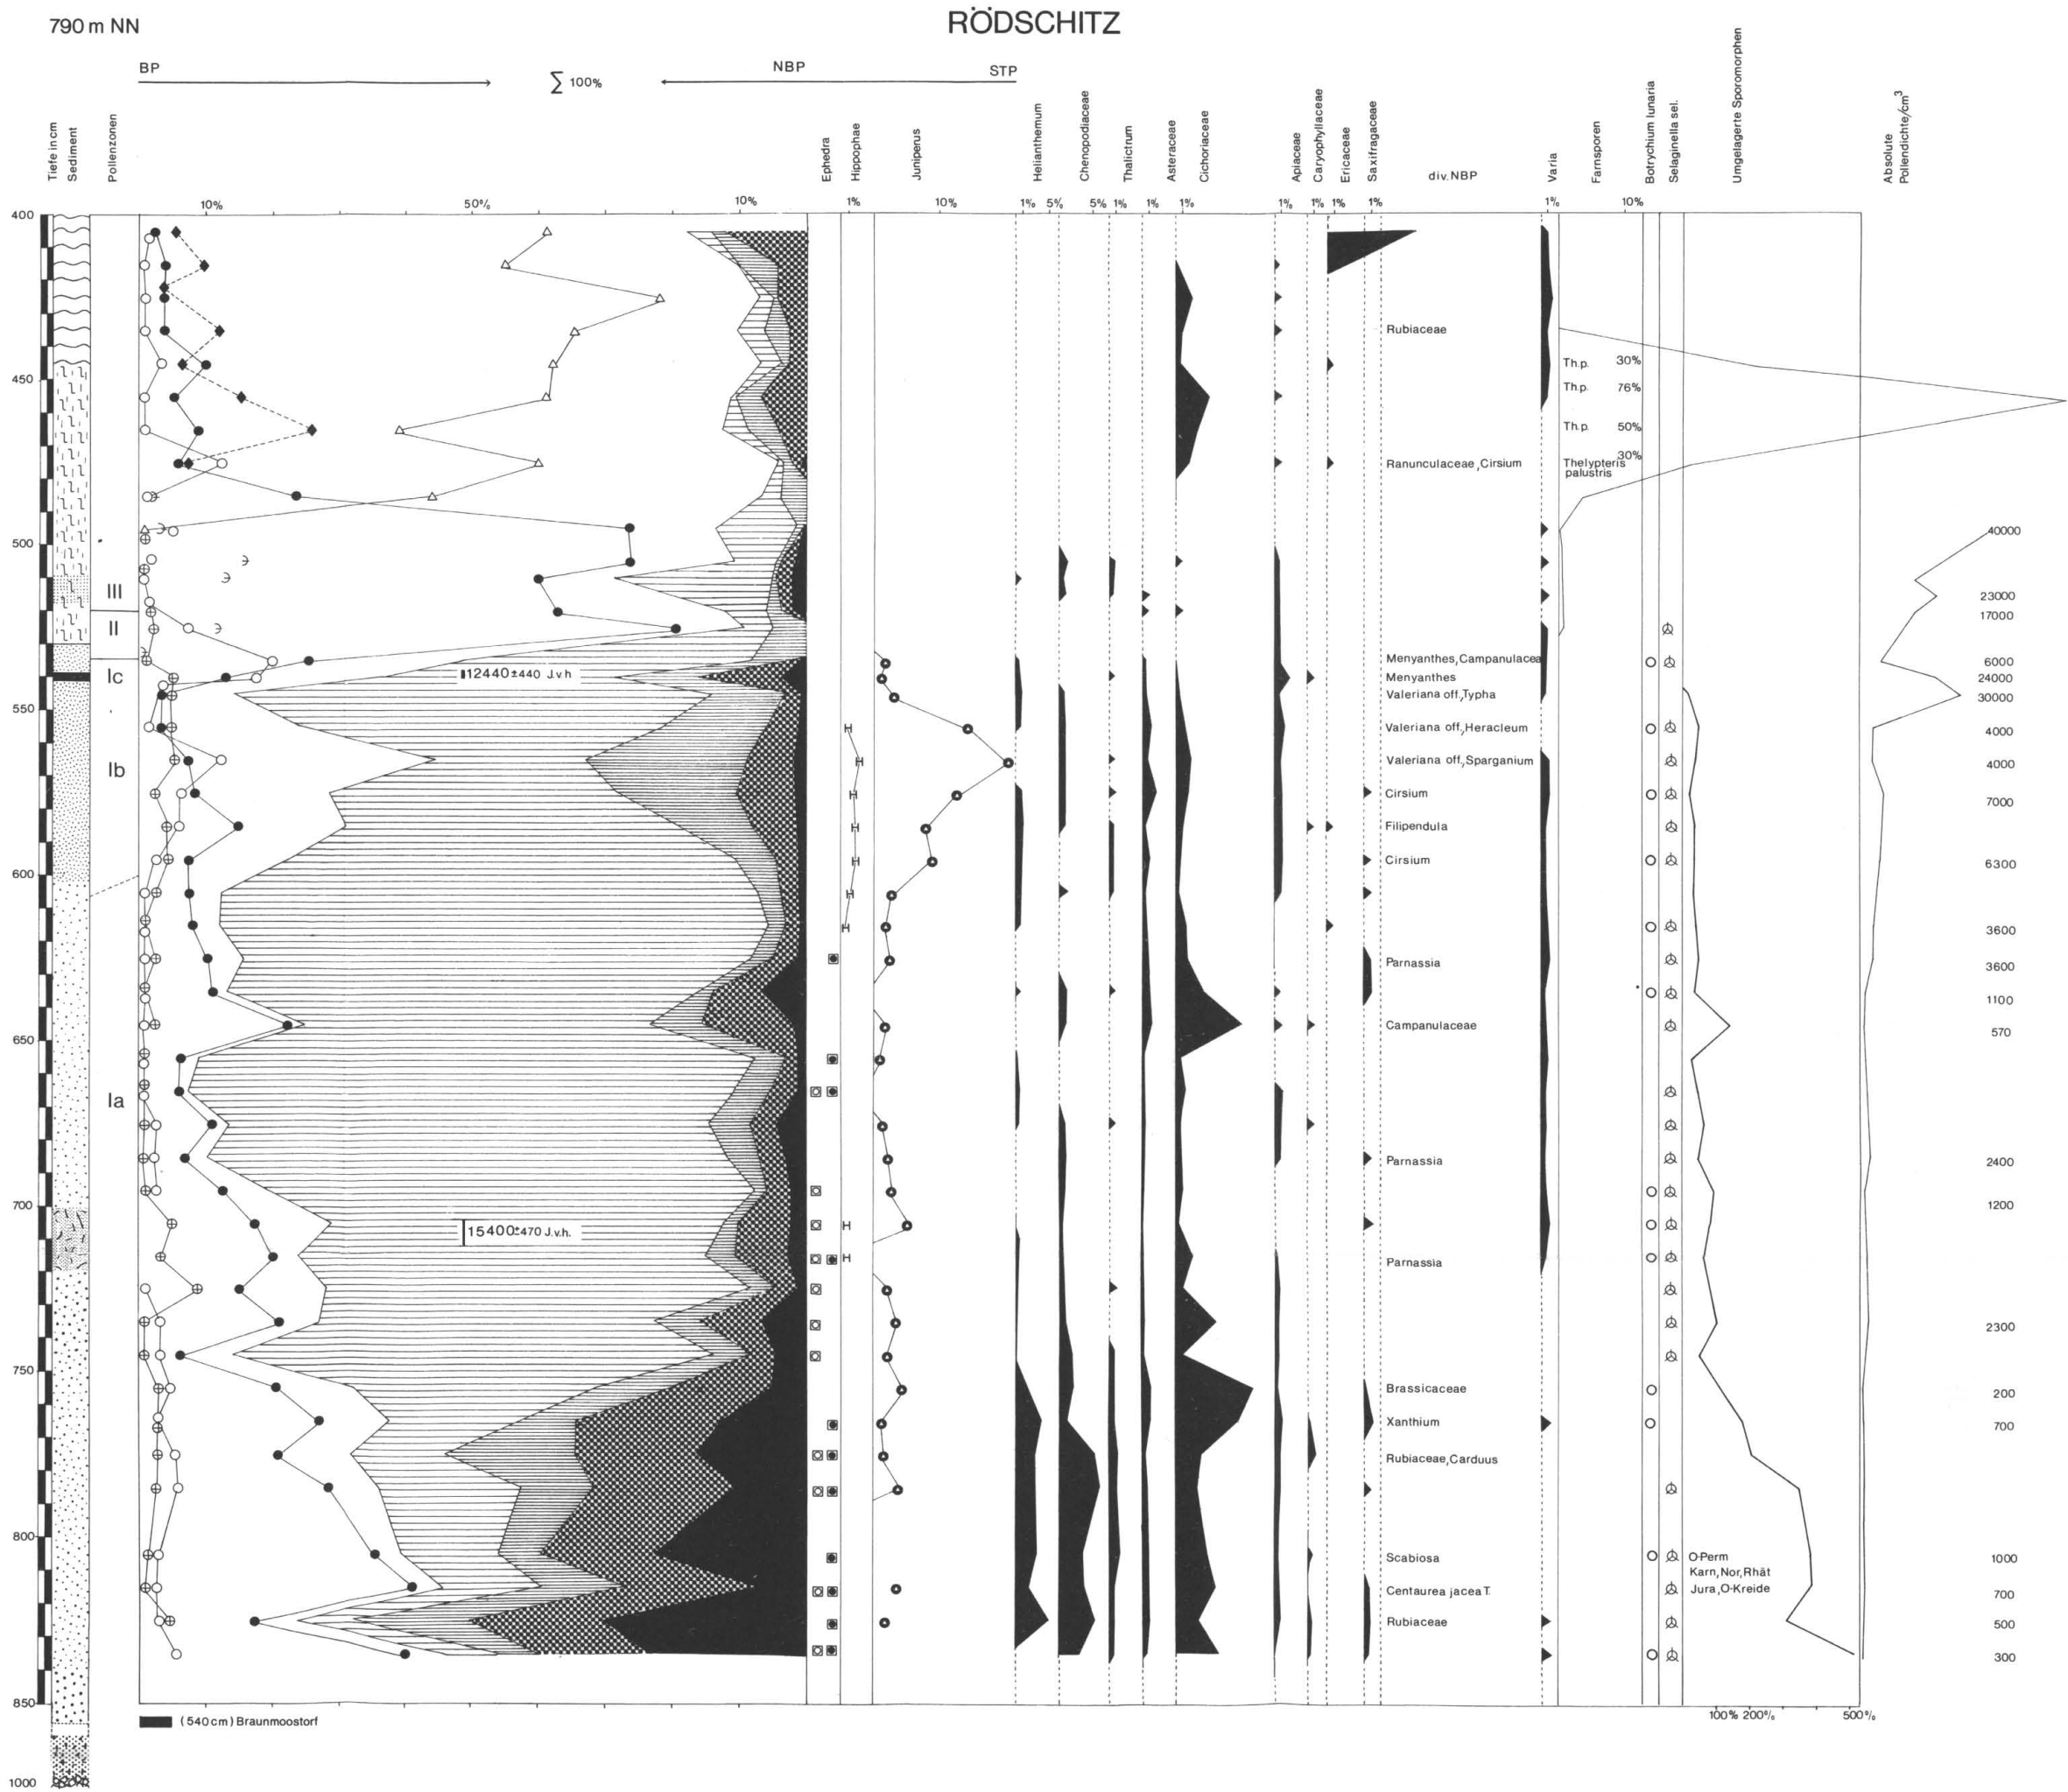 790 m NN
RÖDSCHITZ
BP
∑ 100%
NBP
STP
Tiefe in cm
Sediment
Pollenzonen
Ephedra
Hippophae
Juniperus
Helianthemum
Chenopodiaceae
Thalictrum
Asteraceae
Cichoriaceae
Apiaceae
Caryophyllaceae
Ericaceae
Saxifragaceae
div. NBP
Varia
Farnsporen
Botrychium lunaria
Selaginella sel.
Umgelagerte Sporomorphen
Absolute
Pollendichte/cm³
10% 50% 10% 1% 10% 1% 5% 5% 1% 1% 1% 1% 1% 1% 1% 1% 10%
400
Rubiaceae
Th.p. 30%
450
Th.p. 76%
Th.p. 50%
30%
Ranunculaceae, Cirsium
Thelypteris
palustris
500
40000
III
23000
17000
II
Menyanthes, Campanulacea
6000
Ic
12440±440 J.v.h
Menyanthes
24000
Valeriana off., Typha
30000
550
Valeriana off., Heracleum
4000
Ib
Valeriana off., Sparganium
4000
Cirsium
7000
Filipendula
Cirsium
6300
600
3600
Parnassia
3600
1100
Campanulaceae
570
650
Ia
Parnassia
2400
700
1200
15400±470 J.v.h.
Parnassia
2300
750
Brassicaceae
200
Xanthium
700
Rubiaceae, Carduus
800
Scabiosa
O-Perm
1000
Karn, Nor, Rhät
Centaurea jacea T.
Jura, O-Kreide
700
Rubiaceae
500
300
850
100% 200% 500%
(540 cm) Braunmoostorf
1000